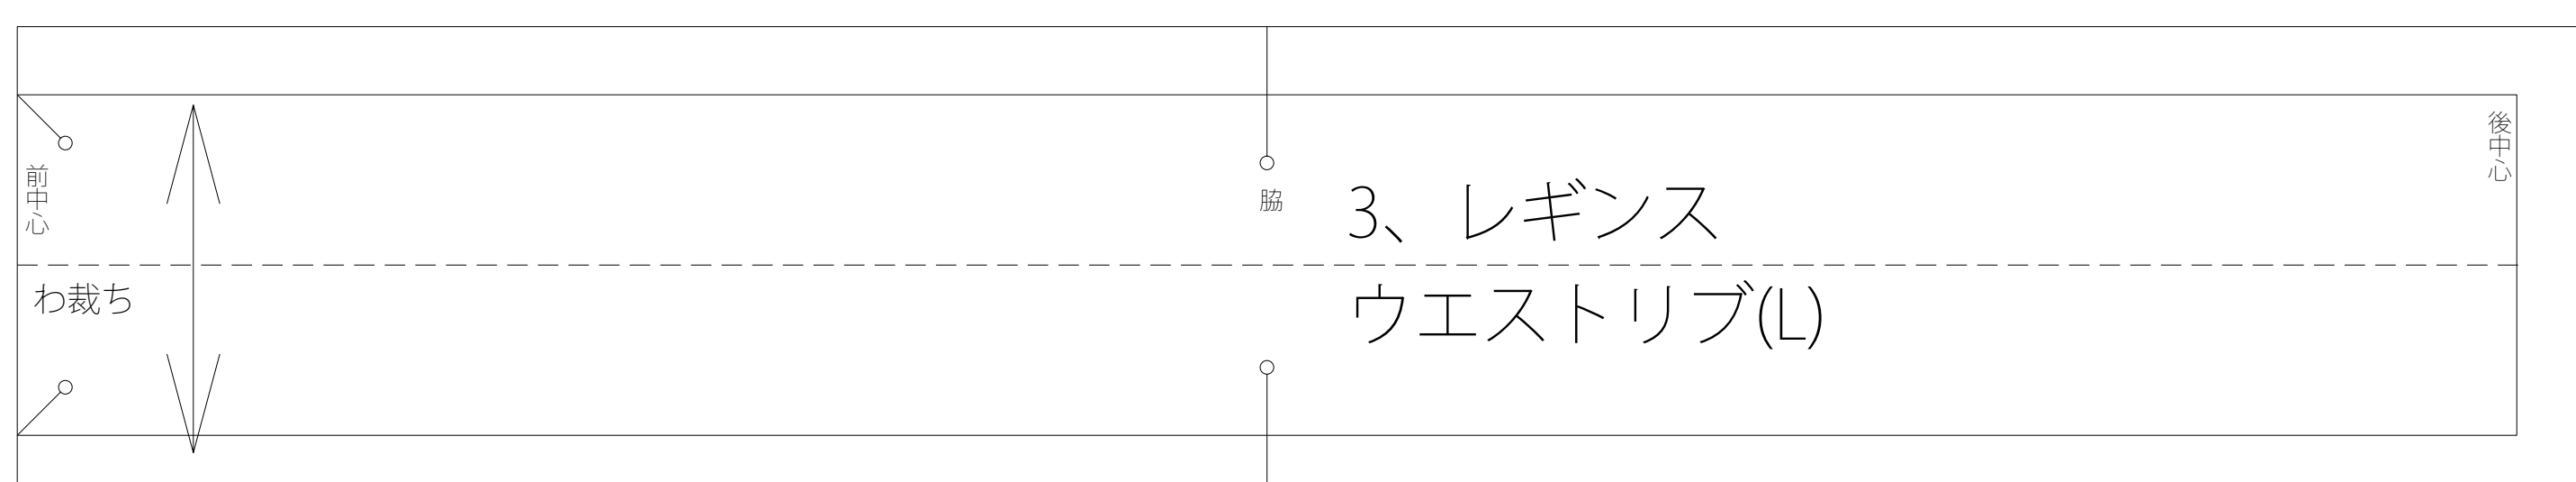 前中心
わ裁ち
脇
3、レギンス
ウエストリブ(L)
後中心